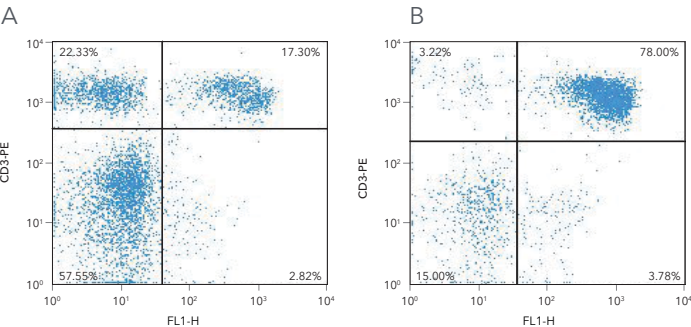 A
22.33%
17.30%
57.55%
2.82%
10⁴
10³
10²
10¹
10⁰
CD3-PE
10⁰ 10¹ 10² 10³ 10⁴
FL1-H
B
3.22%
78.00%
15.00%
3.78%
10⁴
10³
10²
10¹
10⁰
CD3-PE
10⁰ 10¹ 10² 10³ 10⁴
FL1-H